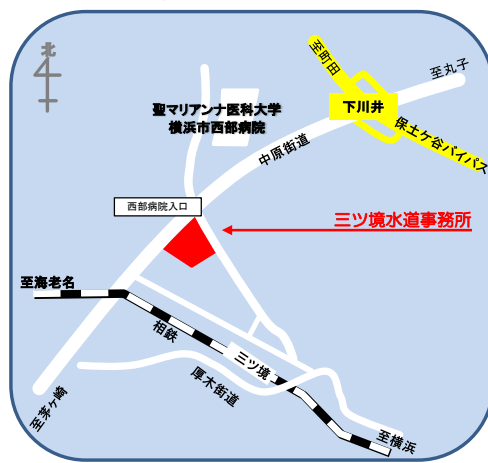 北
至町田
至丸子
下川井
保土ケ谷バイパス
聖マリアンナ医科大学
横浜市西部病院
中原街道
西部病院入口
三ツ境水道事務所
至海老名
相鉄
三ツ境
厚木街道
至茅ケ崎
至横浜